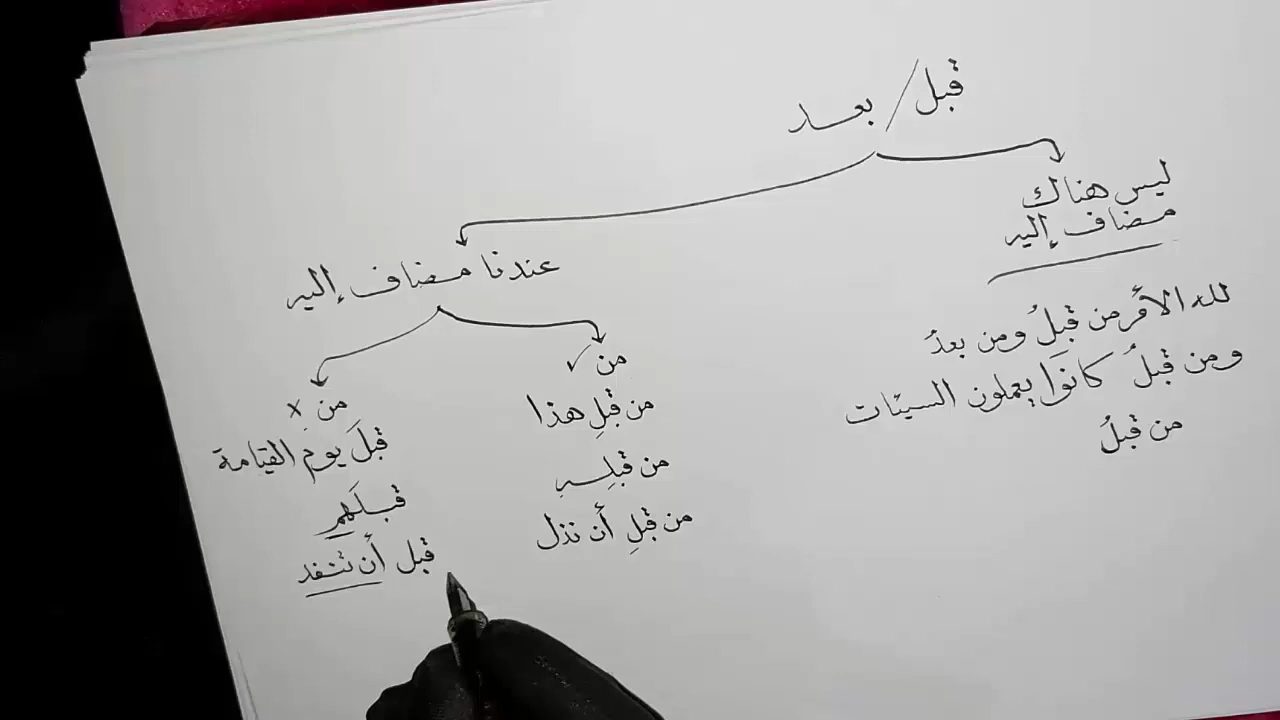 قبل / بعد
ليس هناك
مضاف إليه
لله الأمر من قبلُ ومن بعدُ
ومن قبلُ كانوا يعملون السيئات
من قبلُ
عندنا مضاف إليه
من ✓
من قبلِ هذا
من قبلِهِ
من قبلِ أن نذل
من ×
قبلَ يومِ القيامة
قبلَهم
قبل أن تنفد